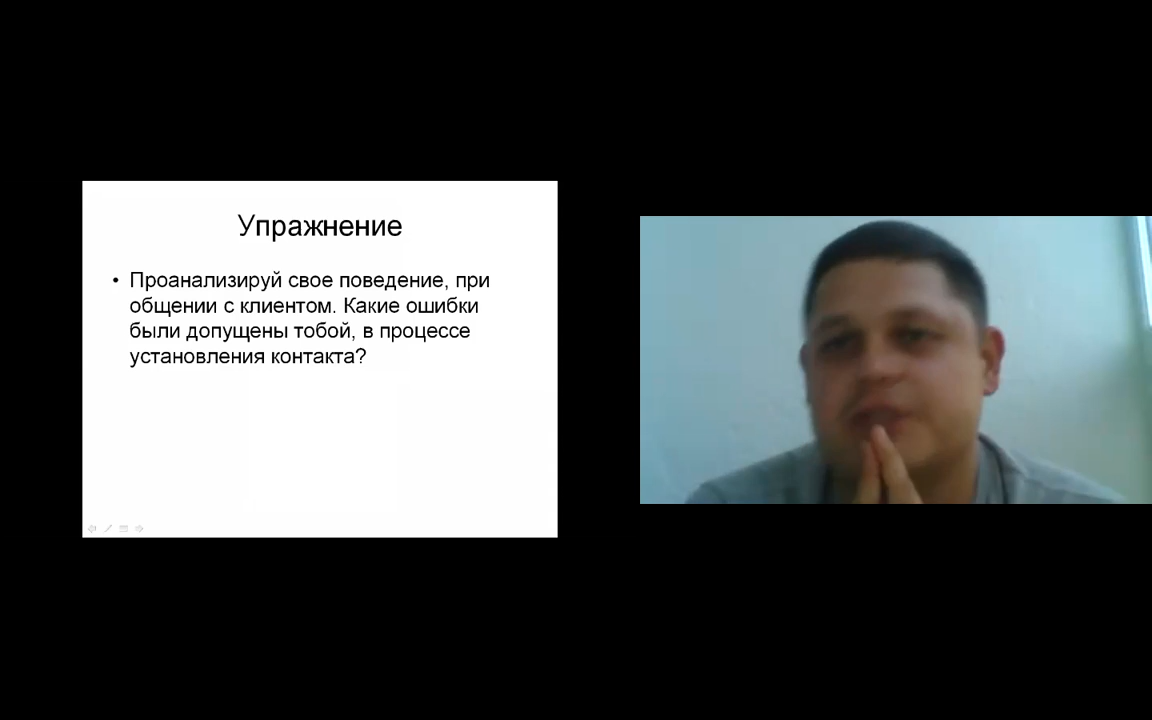 Упражнение
• Проанализируй свое поведение, при
общении с клиентом. Какие ошибки
были допущены тобой, в процессе
установления контакта?